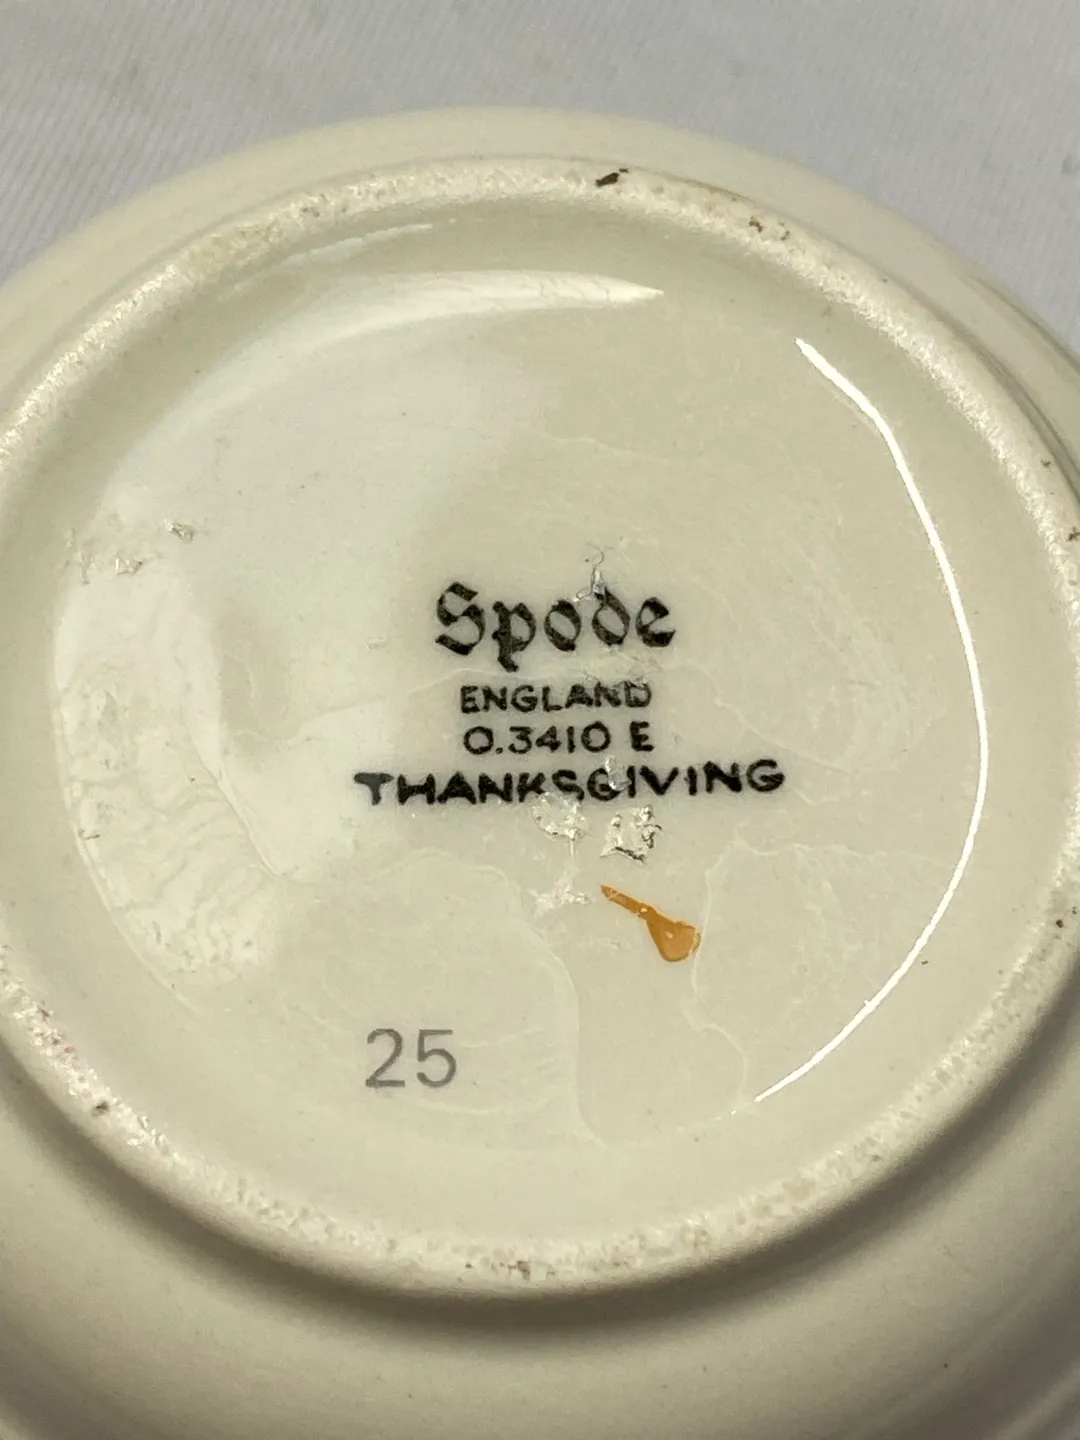 Spode
ENGLAND
O.3410 E
THANKSGIVING
25